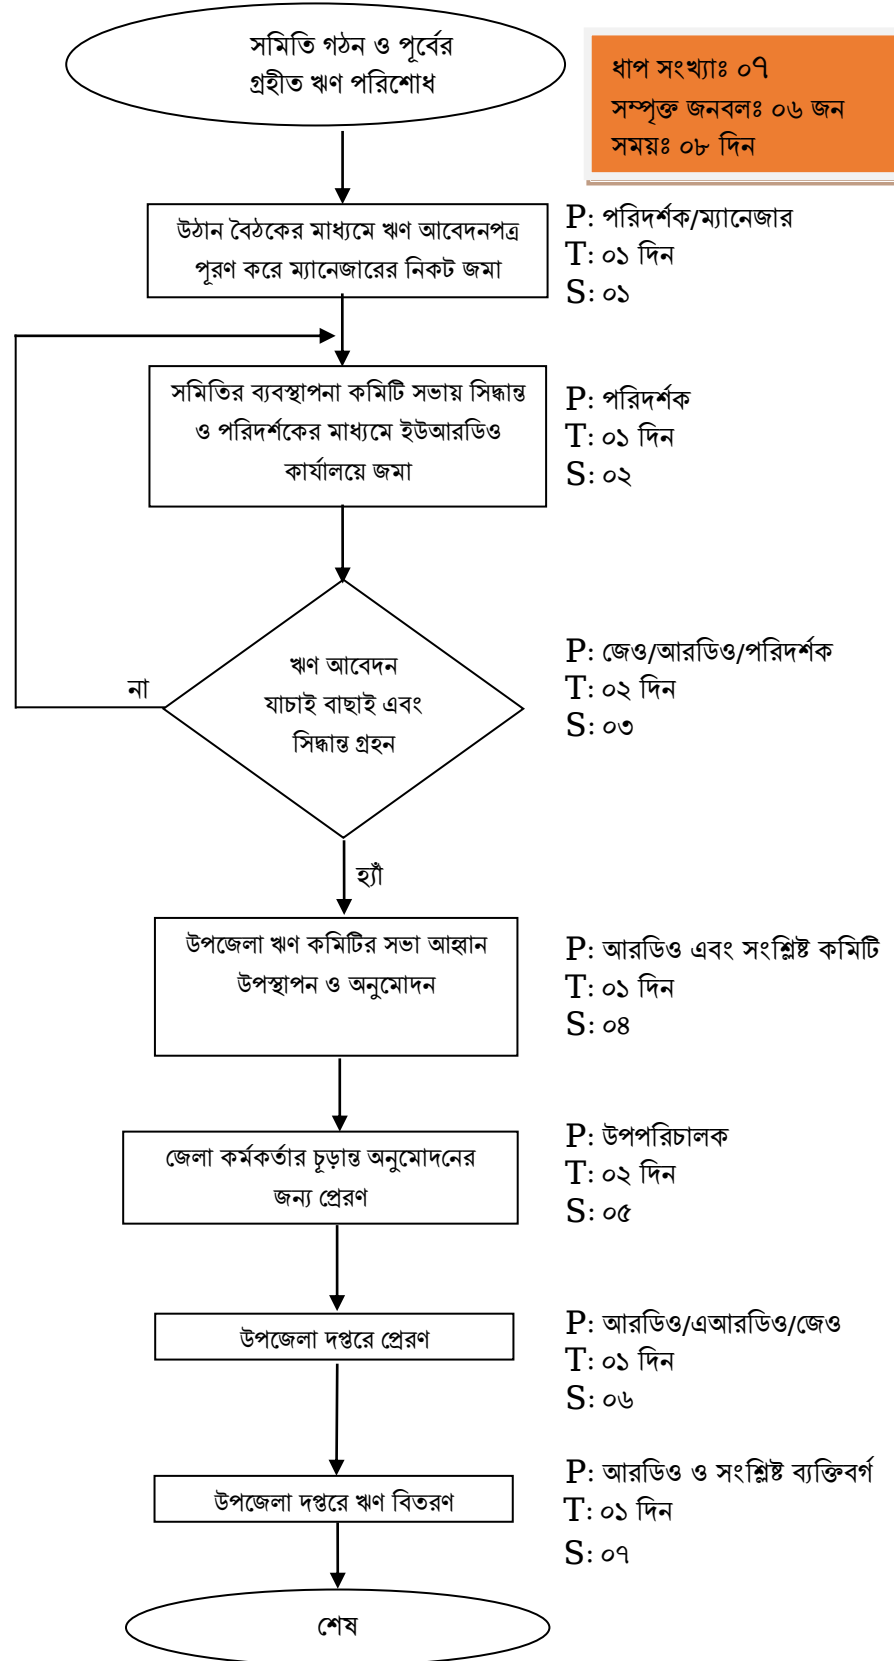 সমিতি গঠন ও পূর্বের
গ্রহীত ঋণ পরিশোধ
ধাপ সংখ্যাঃ ০৭
সম্পৃক্ত জনবলঃ ০৬ জন
সময়ঃ ০৮ দিন
উঠান বৈঠকের মাধ্যমে ঋণ আবেদনপত্র
পূরণ করে ম্যানেজারের নিকট জমা
P: পরিদর্শক/ম্যানেজার
T: ০১ দিন
S: ০১
সমিতির ব্যবস্থাপনা কমিটি সভায় সিদ্ধান্ত
ও পরিদর্শকের মাধ্যমে ইউআরডিও
কার্যালয়ে জমা
P: পরিদর্শক
T: ০১ দিন
S: ০২
ঋণ আবেদন
যাচাই বাছাই এবং
সিদ্ধান্ত গ্রহন
না
P: জেও/আরডিও/পরিদর্শক
T: ০২ দিন
S: ০৩
হ্যাঁ
উপজেলা ঋণ কমিটির সভা আহ্বান
উপস্থাপন ও অনুমোদন
P: আরডিও এবং সংশ্লিষ্ট কমিটি
T: ০১ দিন
S: ০৪
জেলা কর্মকর্তার চূড়ান্ত অনুমোদনের
জন্য প্রেরণ
P: উপপরিচালক
T: ০২ দিন
S: ০৫
উপজেলা দপ্তরে প্রেরণ
P: আরডিও/এআরডিও/জেও
T: ০১ দিন
S: ০৬
উপজেলা দপ্তরে ঋণ বিতরণ
P: আরডিও ও সংশ্লিষ্ট ব্যক্তিবর্গ
T: ০১ দিন
S: ০৭
শেষ